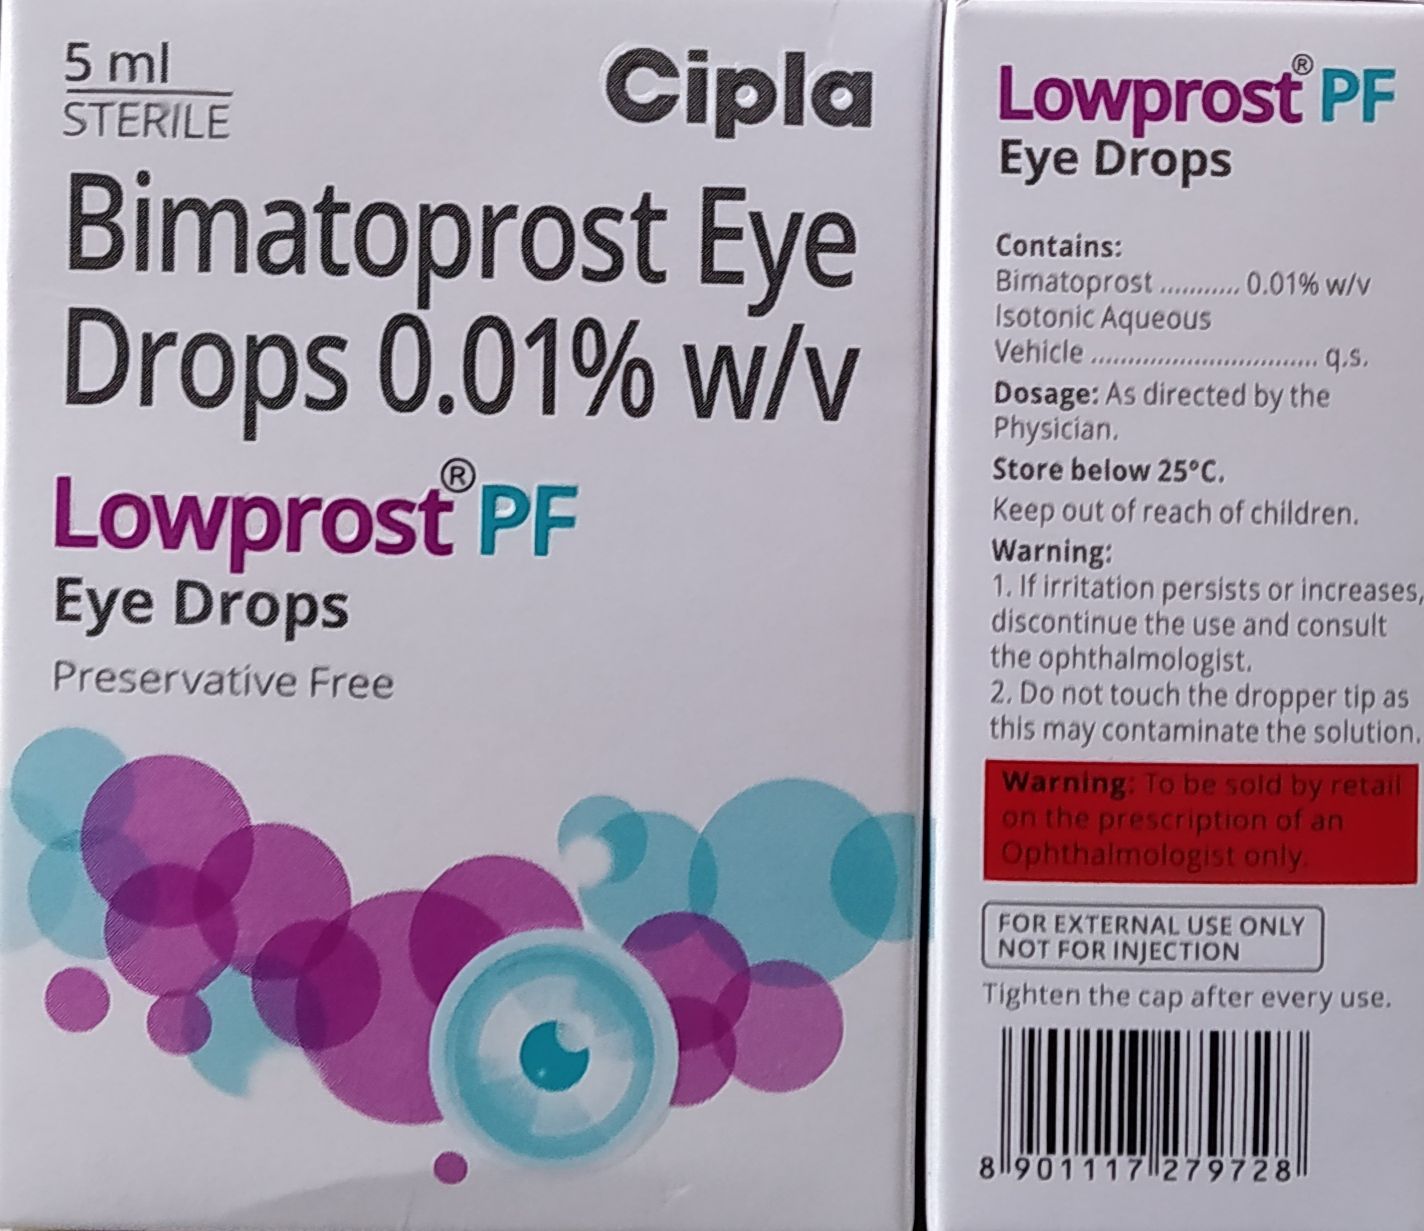 5 ml
STERILE
Cipla
Bimatoprost Eye
Drops 0.01% w/v
Lowprost® PF
Eye Drops
Preservative Free
Lowprost® PF
Eye Drops
Contains:
Bimatoprost ........... 0.01% w/v
Isotonic Aqueous
Vehicle ............................... q.s.
Dosage: As directed by the
Physician.
Store below 25°C.
Keep out of reach of children.
Warning:
1. If irritation persists or increases,
discontinue the use and consult
the ophthalmologist.
2. Do not touch the dropper tip as
this may contaminate the solution.
Warning: To be sold by retail
on the prescription of an
Ophthalmologist only.
FOR EXTERNAL USE ONLY
NOT FOR INJECTION
Tighten the cap after every use.
8 901117 279728